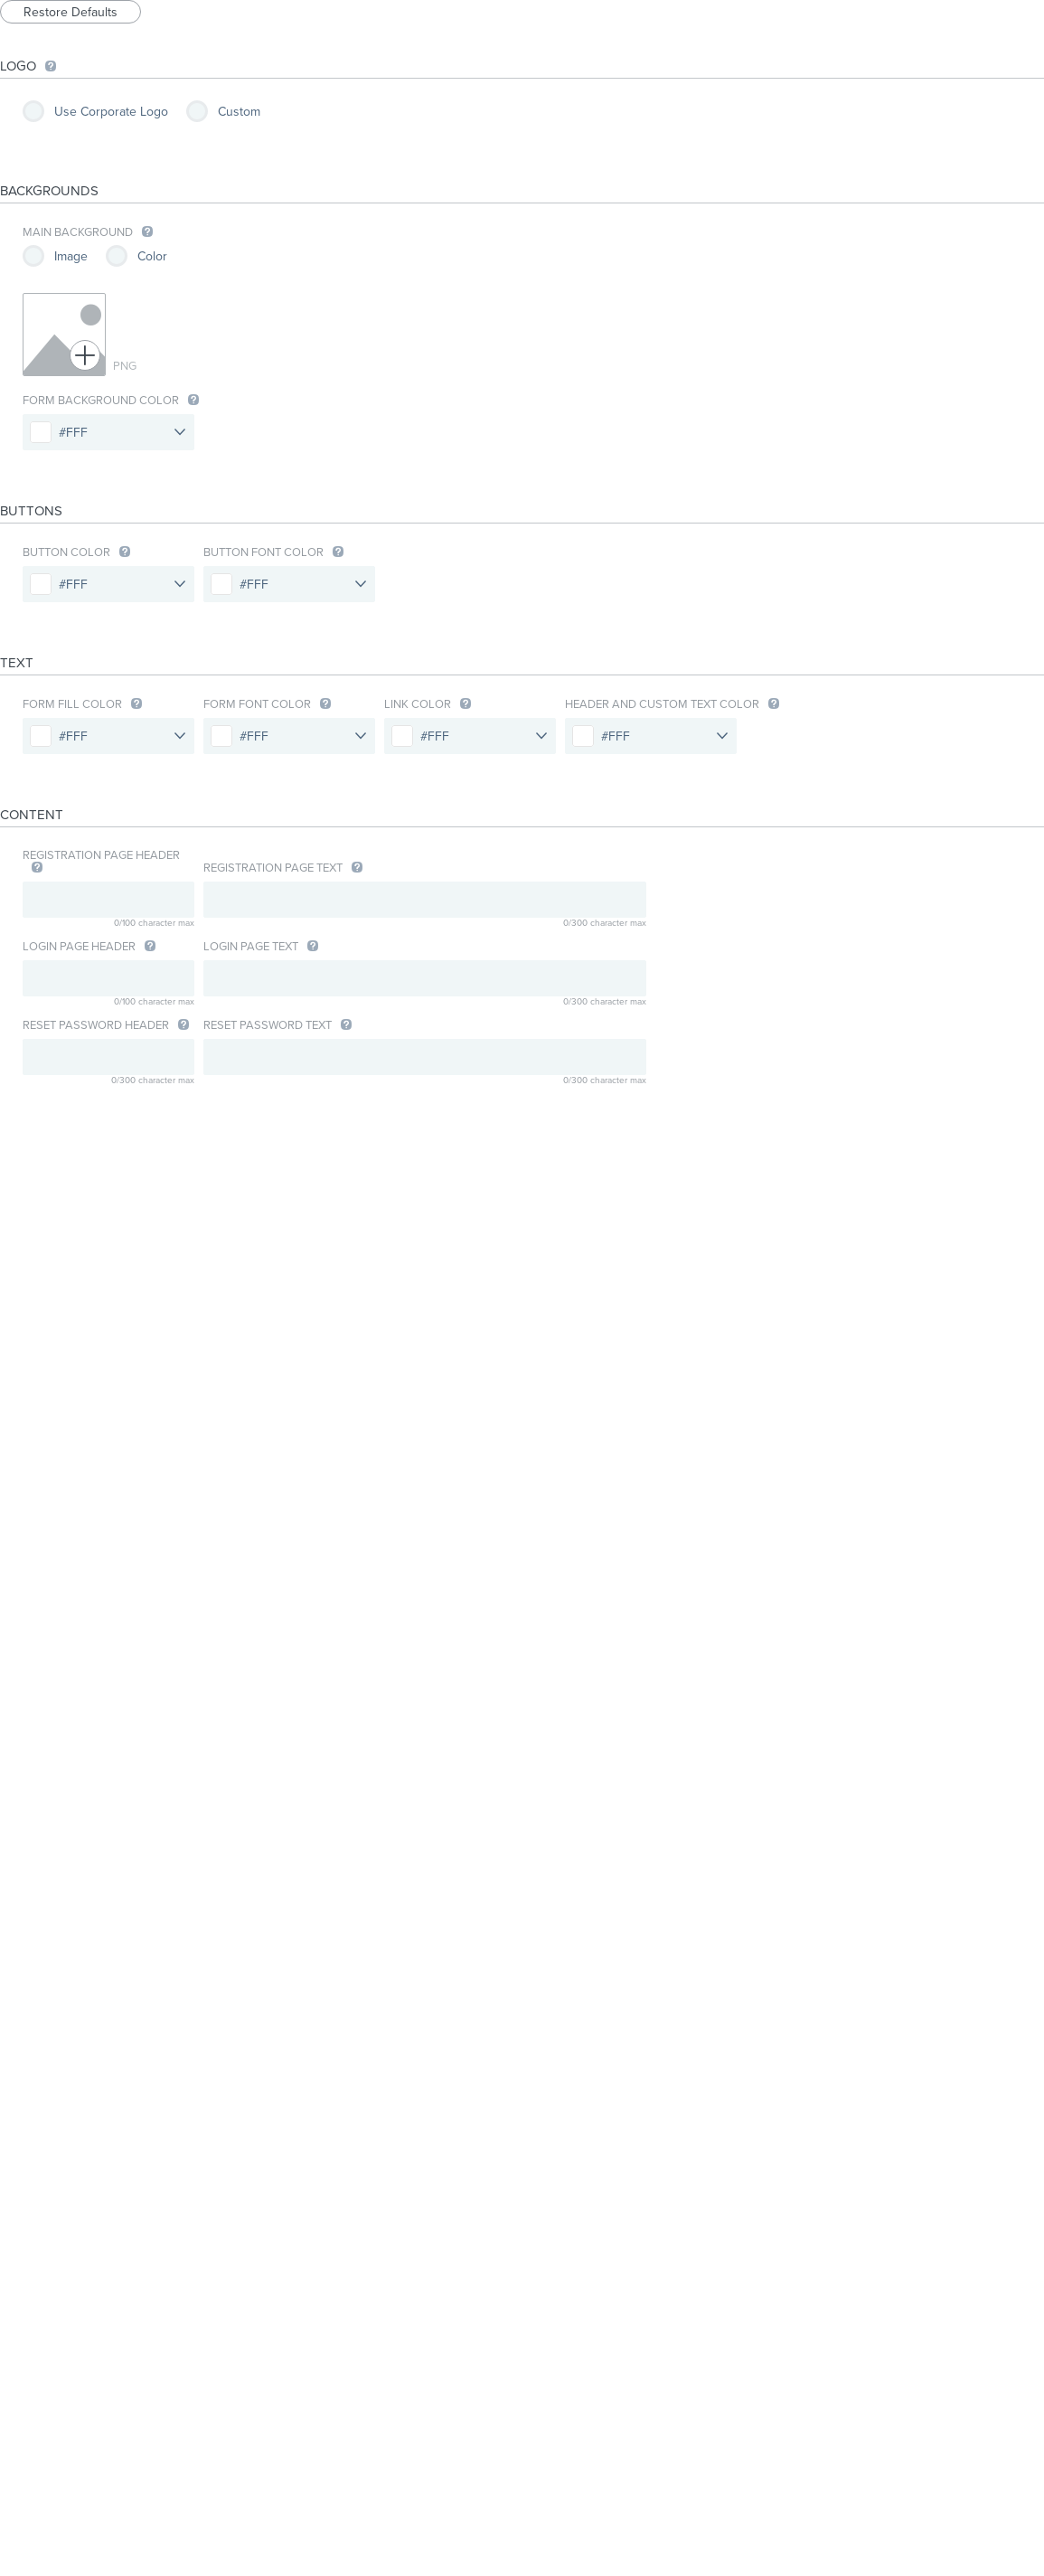 Restore Defaults
LOGO ?
Use Corporate Logo Custom
BACKGROUNDS
MAIN BACKGROUND ?
Image Color
PNG
FORM BACKGROUND COLOR ?
#FFF
BUTTONS
BUTTON COLOR ? BUTTON FONT COLOR ?
#FFF #FFF
TEXT
FORM FILL COLOR ? FORM FONT COLOR ? LINK COLOR ? HEADER AND CUSTOM TEXT COLOR ?
#FFF #FFF #FFF #FFF
CONTENT
REGISTRATION PAGE HEADER
? REGISTRATION PAGE TEXT ?
0/100 character max 0/300 character max
LOGIN PAGE HEADER ? LOGIN PAGE TEXT ?
0/100 character max 0/300 character max
RESET PASSWORD HEADER ? RESET PASSWORD TEXT ?
0/300 character max 0/300 character max